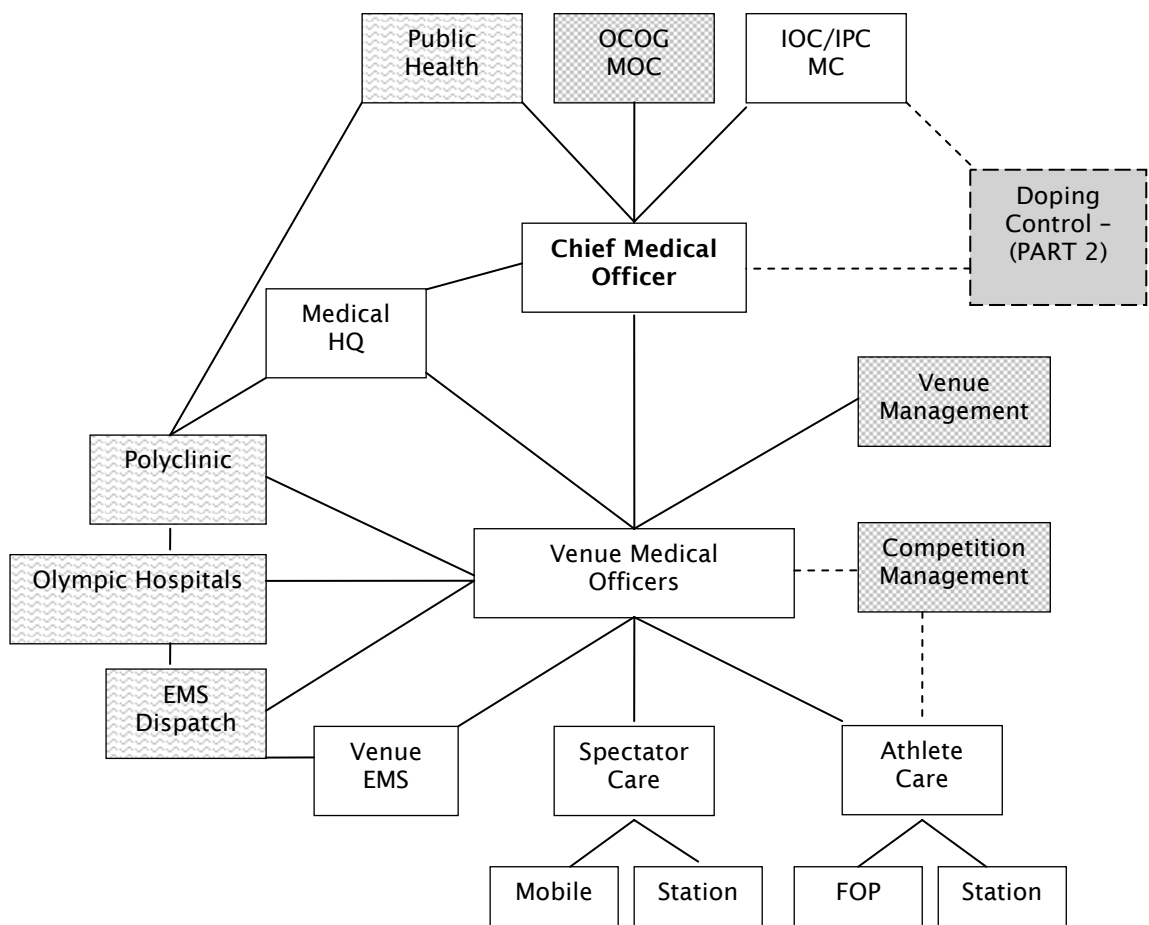 Public
Health
OCOG
MOC
IOC/IPC
MC
Doping
Control –
(PART 2)
Chief Medical
Officer
Medical
HQ
Venue
Management
Polyclinic
Venue Medical
Officers
Competition
Management
Olympic Hospitals
EMS
Dispatch
Venue
EMS
Spectator
Care
Athlete
Care
Mobile
Station
FOP
Station